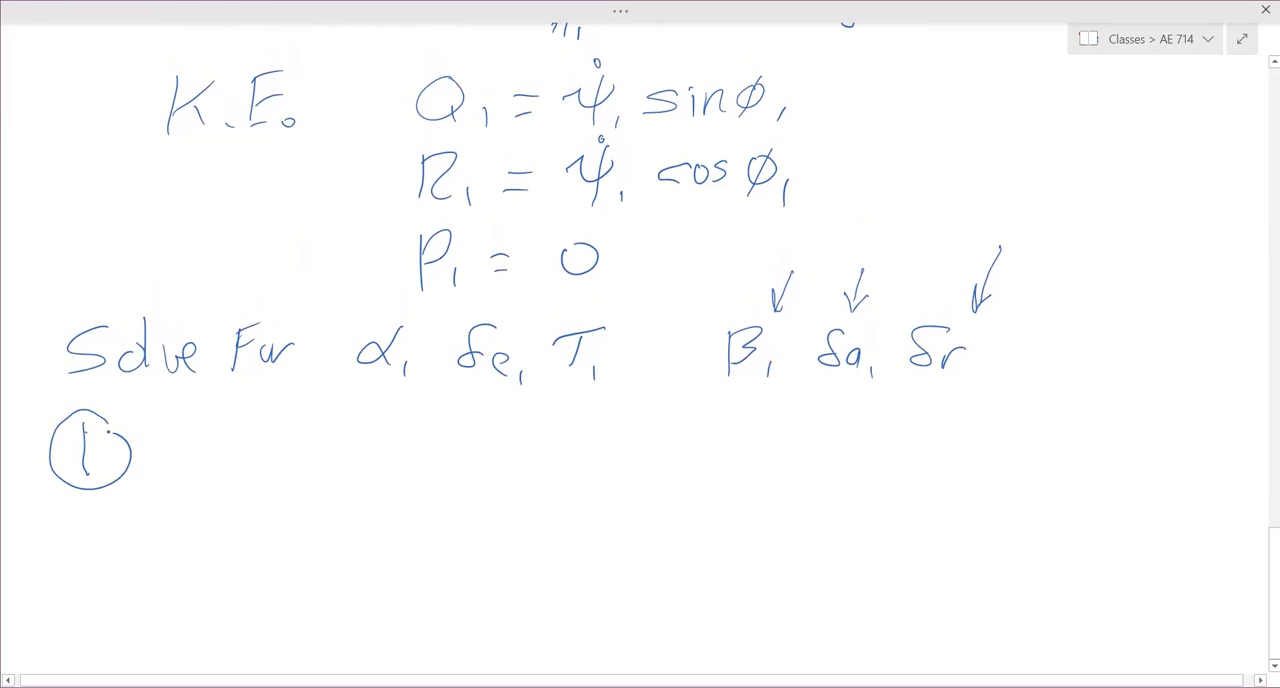 ...
Classes > AE 714
K.E. Q₁ = ψ̇₁ sinϕ₁
R₁ = ψ̇₁ cosϕ₁
P₁ = 0
Solve For α₁ δe₁ T₁ β₁ δa₁ δr
①